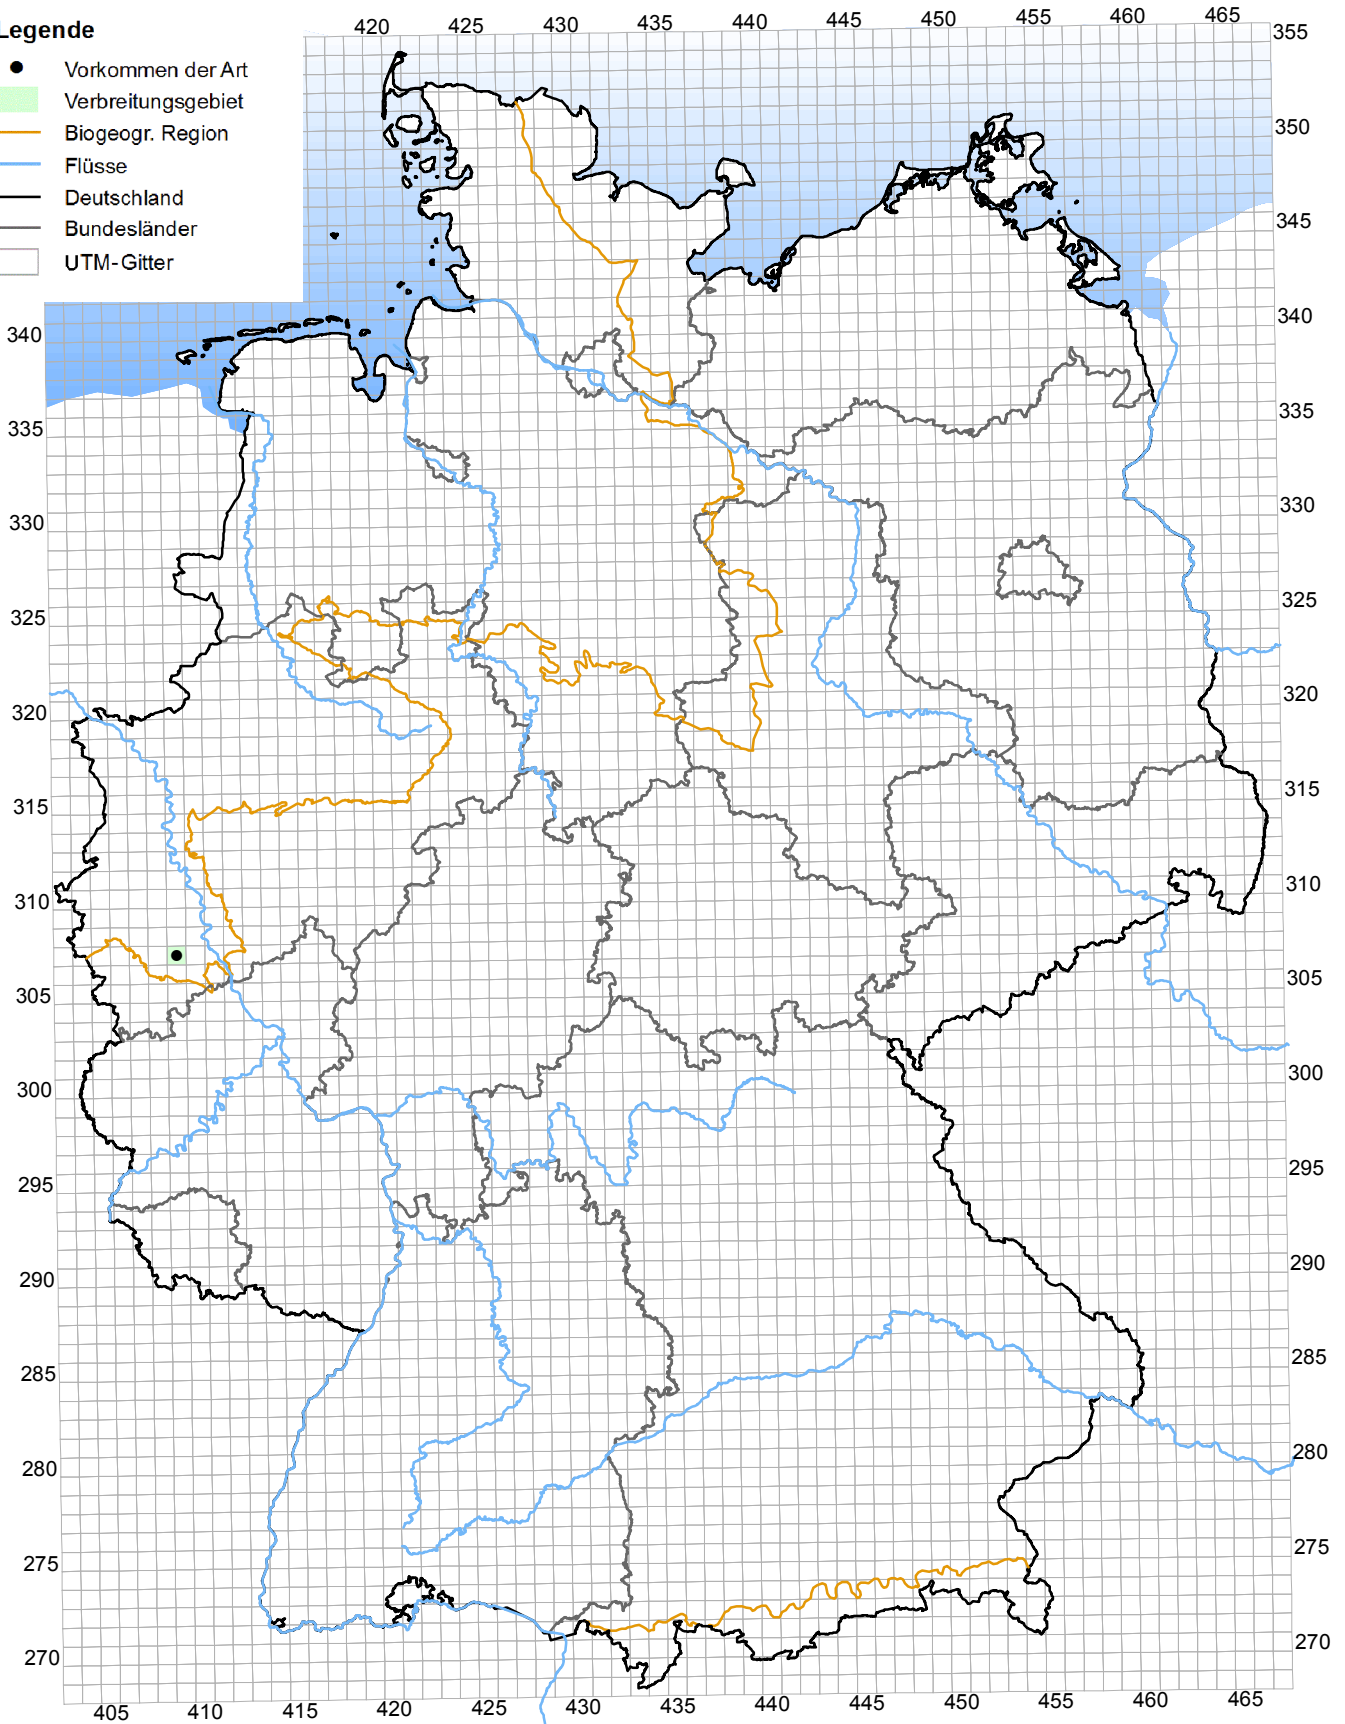 Legende
Vorkommen der Art
Verbreitungsgebiet
Biogeogr. Region
Flüsse
Deutschland
Bundesländer
UTM-Gitter
420 425 430 435 440 445 450 455 460 465
355
350
345
340 340
335 335
330 330
325 325
320 320
315 315
310 310
305 305
300 300
295 295
290 290
285 285
280 280
275 275
270 270
405 410 415 420 425 430 435 440 445 450 455 460 465